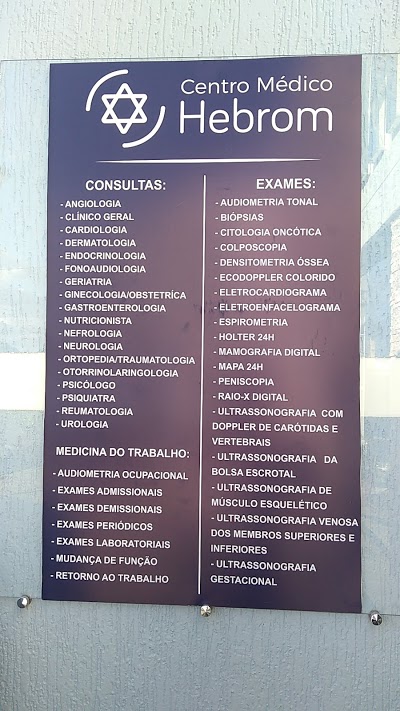 Centro Médico
Hebrom
CONSULTAS:
- ANGIOLOGIA
- CLÍNICO GERAL
- CARDIOLOGIA
- DERMATOLOGIA
- ENDOCRINOLOGIA
- FONOAUDIOLOGIA
- GERIATRIA
- GINECOLOGIA/OBSTETRÍCA
- GASTROENTEROLOGIA
- NUTRICIONISTA
- NEFROLOGIA
- NEUROLOGIA
- ORTOPEDIA/TRAUMATOLOGIA
- OTORRINOLARINGOLOGIA
- PSICÓLOGO
- PSIQUIATRA
- REUMATOLOGIA
- UROLOGIA
MEDICINA DO TRABALHO:
- AUDIOMETRIA OCUPACIONAL
- EXAMES ADMISSIONAIS
- EXAMES DEMISSIONAIS
- EXAMES PERIÓDICOS
- EXAMES LABORATORIAIS
- MUDANÇA DE FUNÇÃO
- RETORNO AO TRABALHO
EXAMES:
- AUDIOMETRIA TONAL
- BIÓPSIAS
- CITOLOGIA ONCÓTICA
- COLPOSCOPIA
- DENSITOMETRIA ÓSSEA
- ECODOPPLER COLORIDO
- ELETROCARDIOGRAMA
- ELETROENFACELOGRAMA
- ESPIROMETRIA
- HOLTER 24H
- MAMOGRAFIA DIGITAL
- MAPA 24H
- PENISCOPIA
- RAIO-X DIGITAL
- ULTRASSONOGRAFIA COM
DOPPLER DE CARÓTIDAS E
VERTEBRAIS
- ULTRASSONOGRAFIA DA
BOLSA ESCROTAL
- ULTRASSONOGRAFIA DE
MÚSCULO ESQUELÉTICO
- ULTRASSONOGRAFIA VENOSA
DOS MEMBROS SUPERIORES E
INFERIORES
- ULTRASSONOGRAFIA
GESTACIONAL